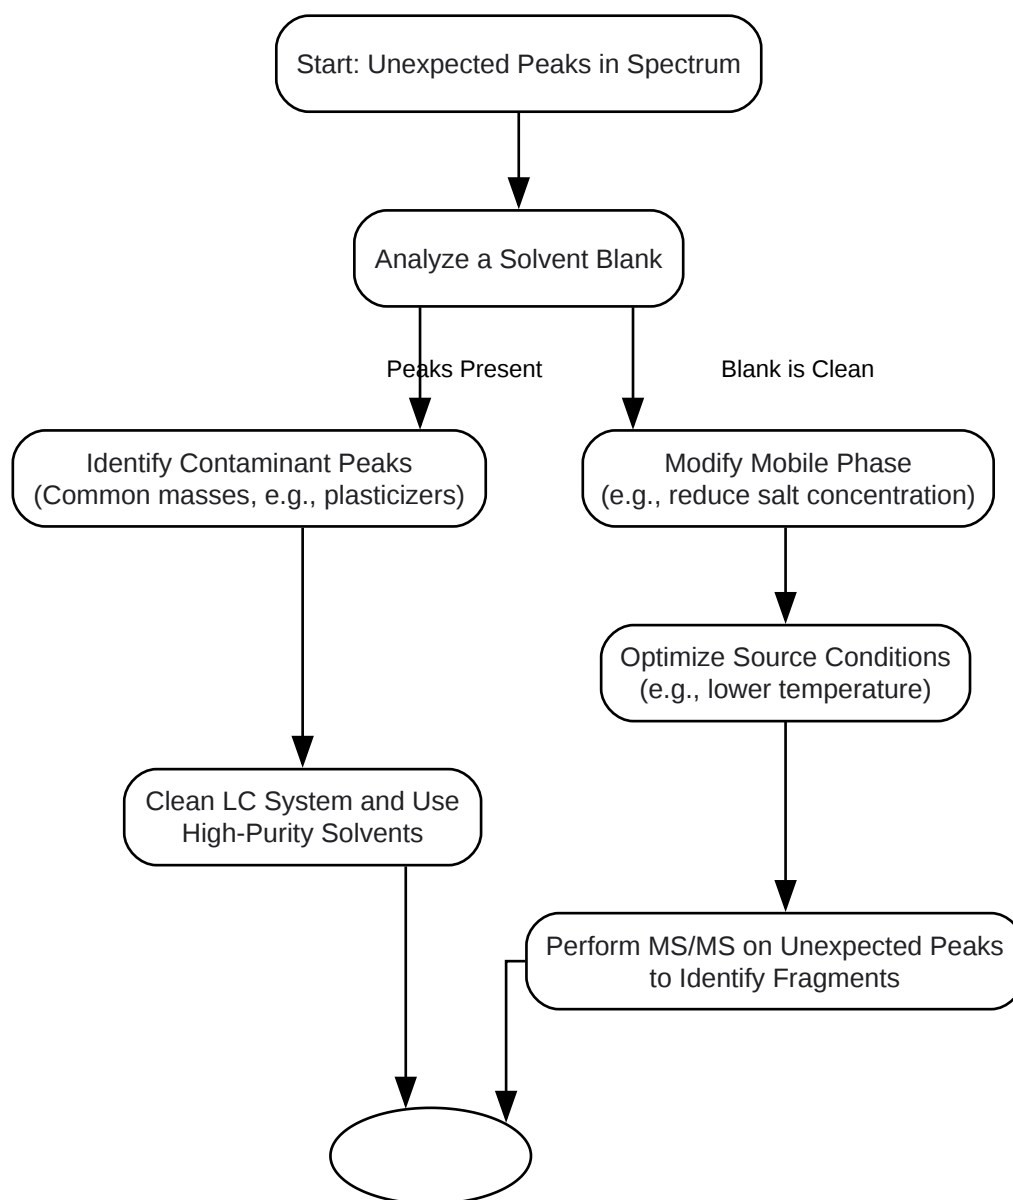 Start: Unexpected Peaks in Spectrum
Analyze a Solvent Blank
Peaks Present
Blank is Clean
Identify Contaminant Peaks
(Common masses, e.g., plasticizers)
Modify Mobile Phase
(e.g., reduce salt concentration)
Optimize Source Conditions
(e.g., lower temperature)
Clean LC System and Use
High-Purity Solvents
Perform MS/MS on Unexpected Peaks
to Identify Fragments